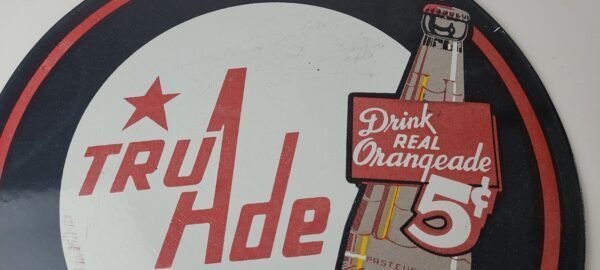 TRU
Ade
Drink
REAL
Orangeade
5¢